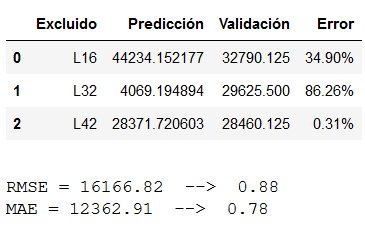 Excluido Predicción Validación Error
0 L16 44234.152177 32790.125 34.90%
1 L32 4069.194894 29625.500 86.26%
2 L42 28371.720603 28460.125 0.31%
RMSE = 16166.82 --> 0.88
MAE = 12362.91 --> 0.78